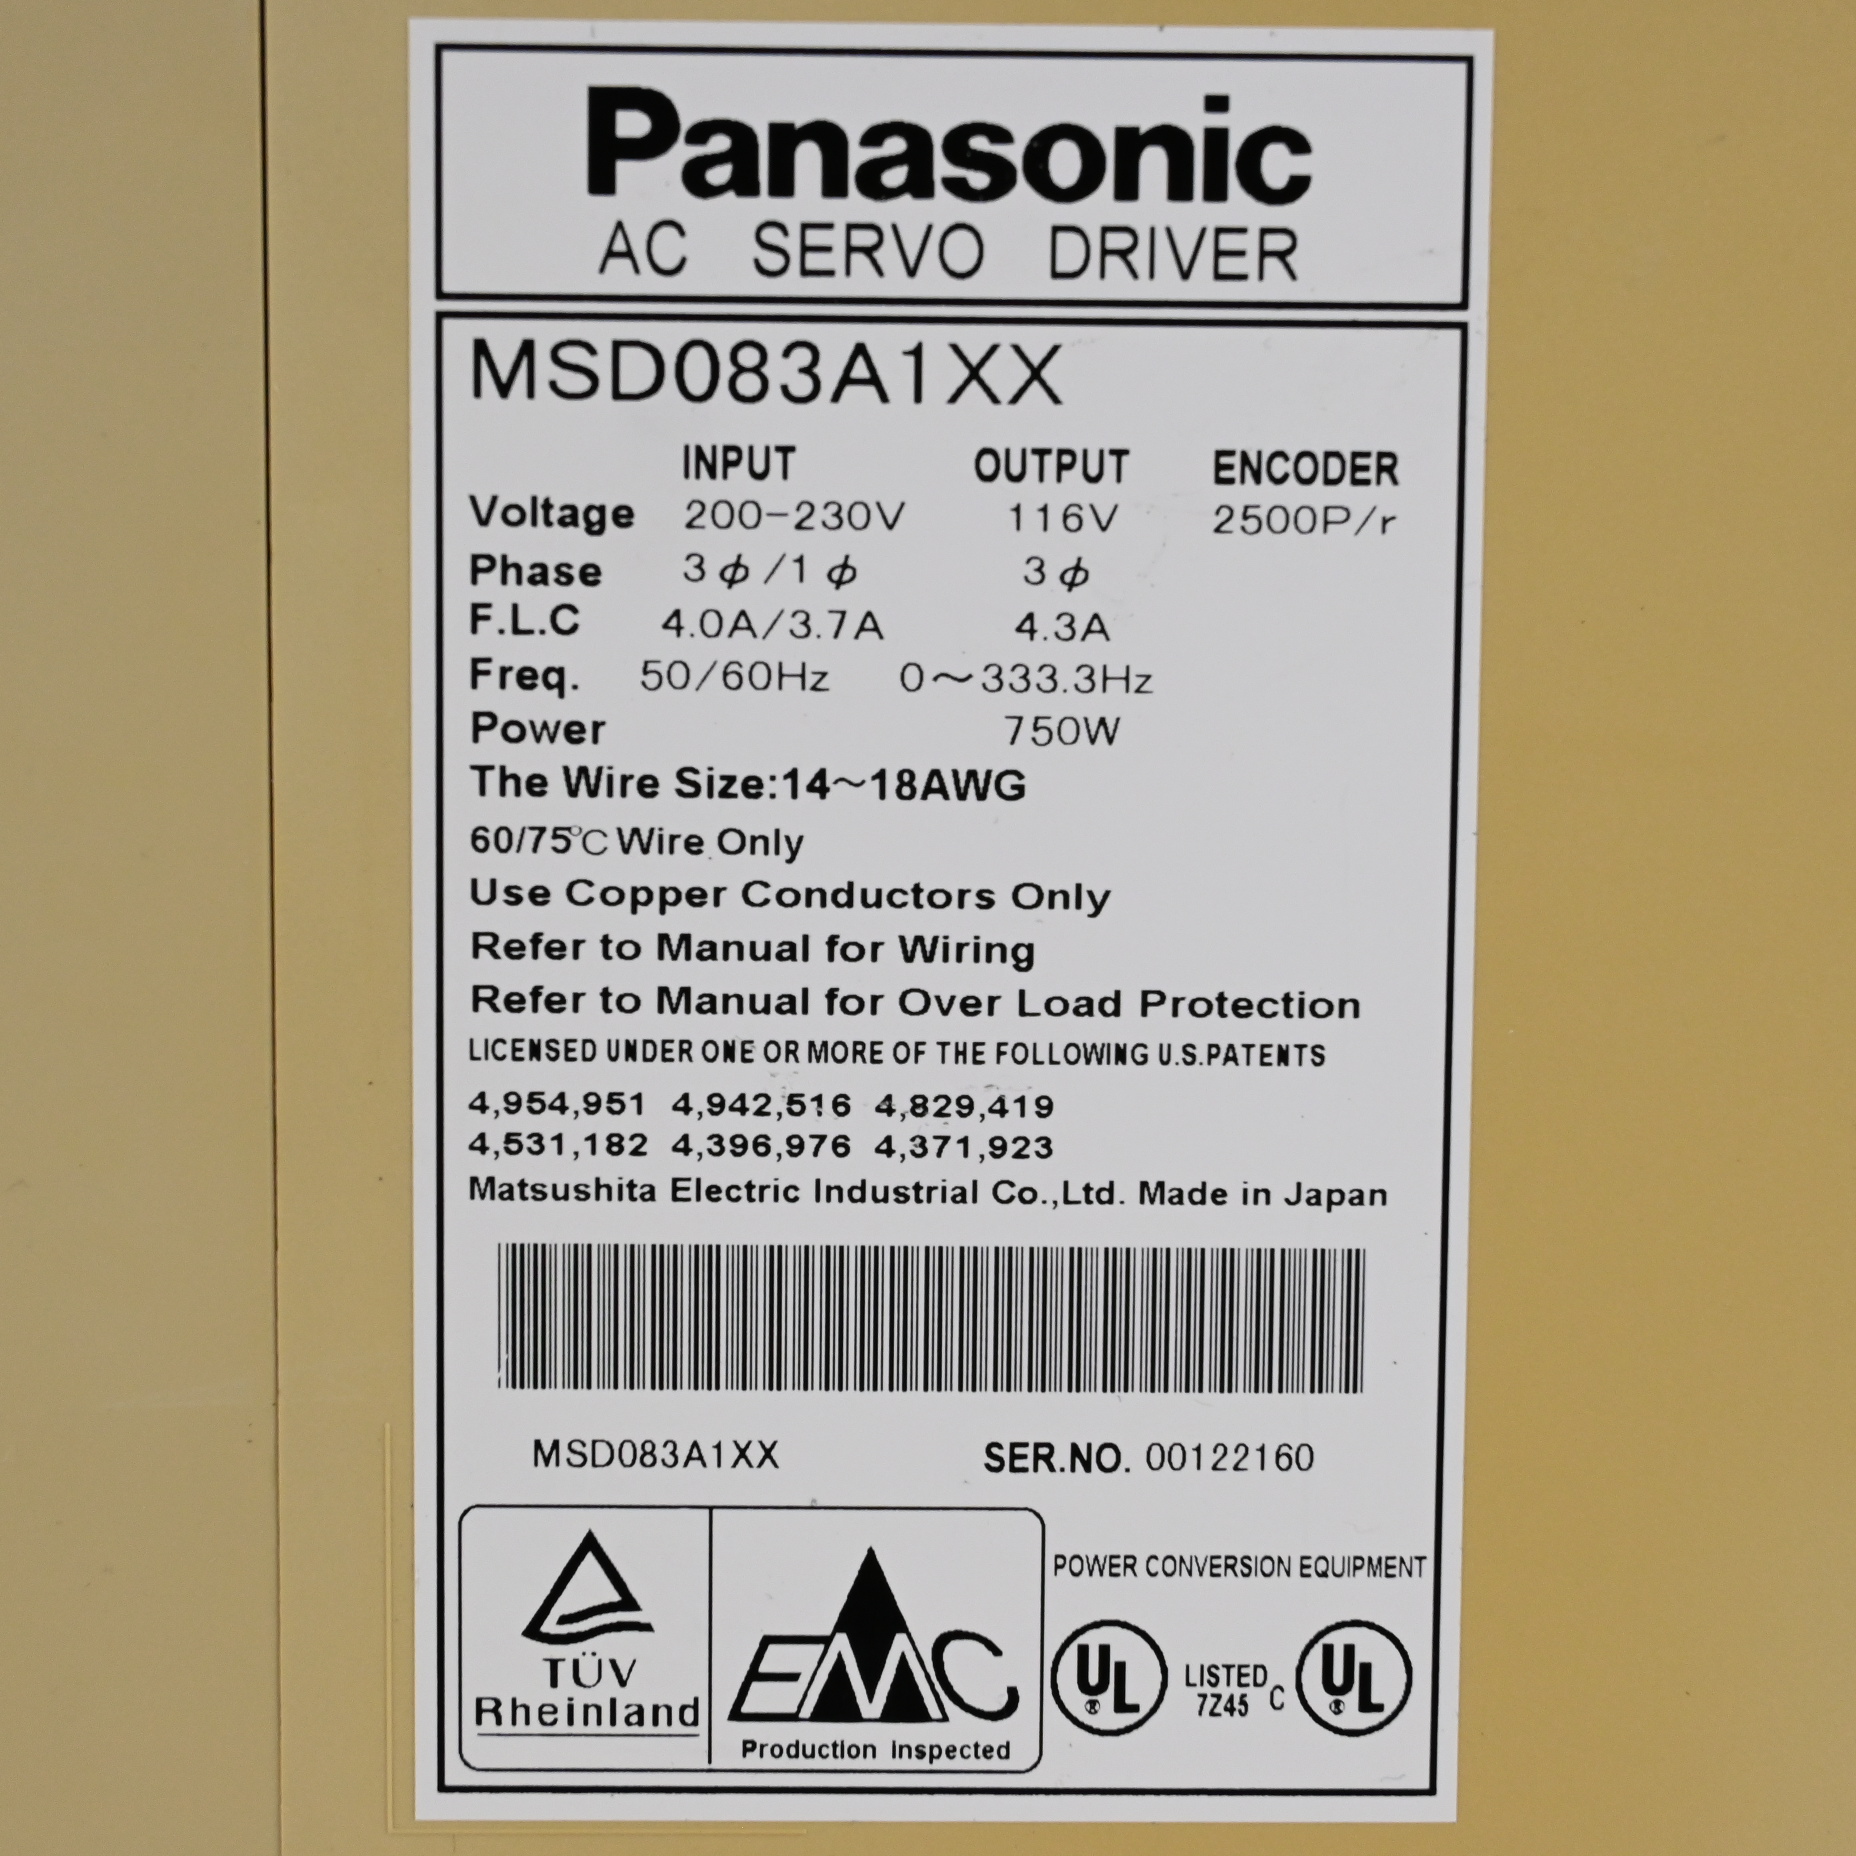 Panasonic
AC SERVO DRIVER
MSD083A1XX
INPUT OUTPUT ENCODER
Voltage 200-230V 116V 2500P/r
Phase 3ϕ/1ϕ 3ϕ
F.L.C 4.0A/3.7A 4.3A
Freq. 50/60Hz 0~333.3Hz
Power 750W
The Wire Size:14~18AWG
60/75℃ Wire Only
Use Copper Conductors Only
Refer to Manual for Wiring
Refer to Manual for Over Load Protection
LICENSED UNDER ONE OR MORE OF THE FOLLOWING U.S.PATENTS
4,954,951 4,942,516 4,829,419
4,531,182 4,396,976 4,371,923
Matsushita Electric Industrial Co.,Ltd. Made in Japan
MSD083A1XX SER.NO. 00122160
TÜV
Rheinland
EMC
Production inspected
POWER CONVERSION EQUIPMENT
UL® LISTED C UL®
7Z45